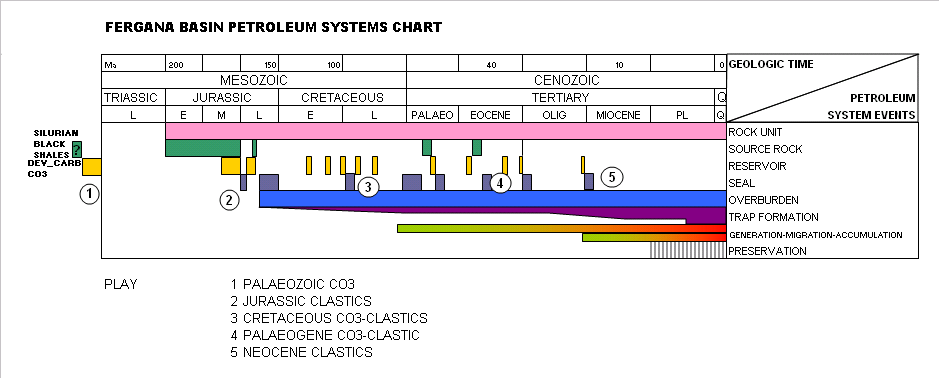 FERGANA BASIN PETROLEUM SYSTEMS CHART
Ma 200 150 100 40 10 0 GEOLOGIC TIME
MESOZOIC CENOZOIC
TRIASSIC JURASSIC CRETACEOUS TERTIARY Q PETROLEUM
L E M L E L PALAEO EOCENE OLIG MIOCENE PL Q SYSTEM EVENTS
SILURIAN ROCK UNIT
BLACK ? SOURCE ROCK
SHALES
DEV_CARB RESERVOIR
CO3 SEAL
1 2 3 4 5
OVERBURDEN
TRAP FORMATION
GENERATION-MIGRATION-ACCUMULATION
PRESERVATION
PLAY 1 PALAEOZOIC CO3
2 JURASSIC CLASTICS
3 CRETACEOUS CO3-CLASTICS
4 PALAEOGENE CO3-CLASTIC
5 NEOCENE CLASTICS